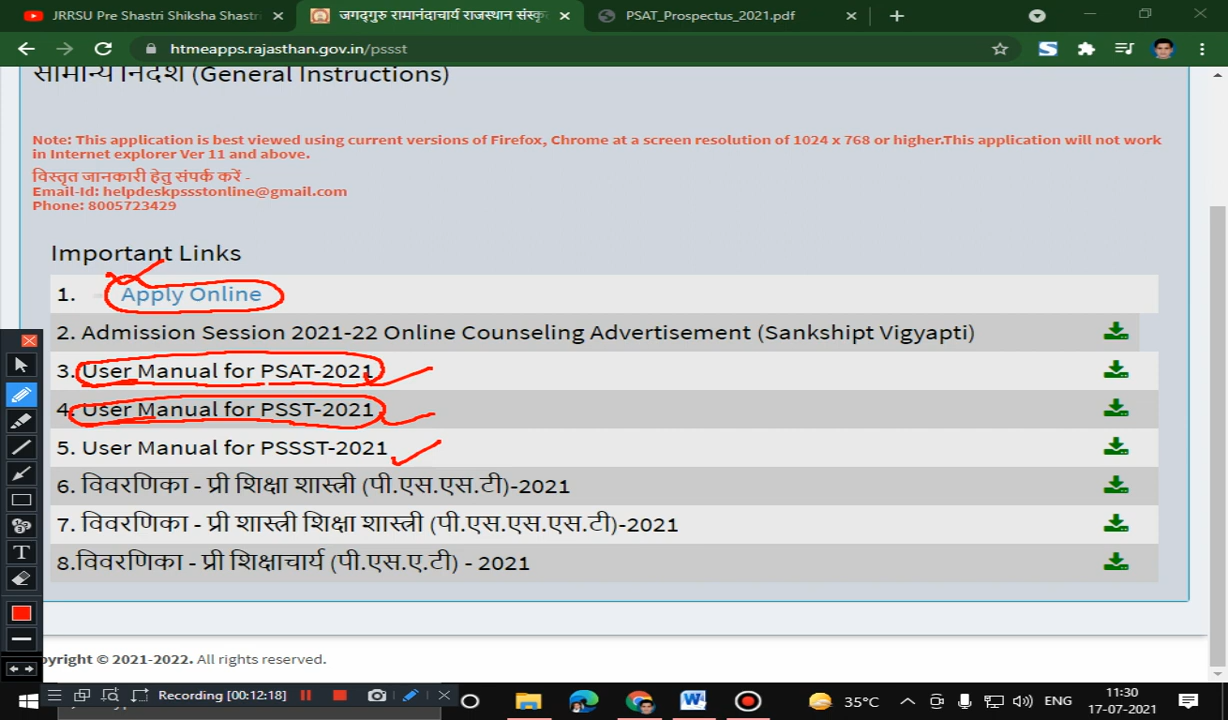 JRRSU Pre Shastri Shiksha Shastri
जगद्गुरु रामानंदाचार्य राजस्थान संस्कृत
PSAT_Prospectus_2021.pdf
htmeapps.rajasthan.gov.in/pssst
सामान्य निर्देश (General Instructions)
Note: This application is best viewed using current versions of Firefox, Chrome at a screen resolution of 1024 x 768 or higher.This application will not work
in Internet explorer Ver 11 and above.
विस्तृत जानकारी हेतु संपर्क करें -
Email-Id: helpdeskpssstonline@gmail.com
Phone: 8005723429
Important Links
1. Apply Online
2. Admission Session 2021-22 Online Counseling Advertisement (Sankshipt Vigyapti)
3. User Manual for PSAT-2021
4. User Manual for PSST-2021
5. User Manual for PSSST-2021
6. विवरणिका - प्री शिक्षा शास्त्री (पी.एस.एस.टी)-2021
7. विवरणिका - प्री शास्त्री शिक्षा शास्त्री (पी.एस.एस.एस.टी)-2021
8.विवरणिका - प्री शिक्षाचार्य (पी.एस.ए.टी) - 2021
T
pyright © 2021-2022. All rights reserved.
Recording [00:12:18]
35°C
ENG
11:30
17-07-2021